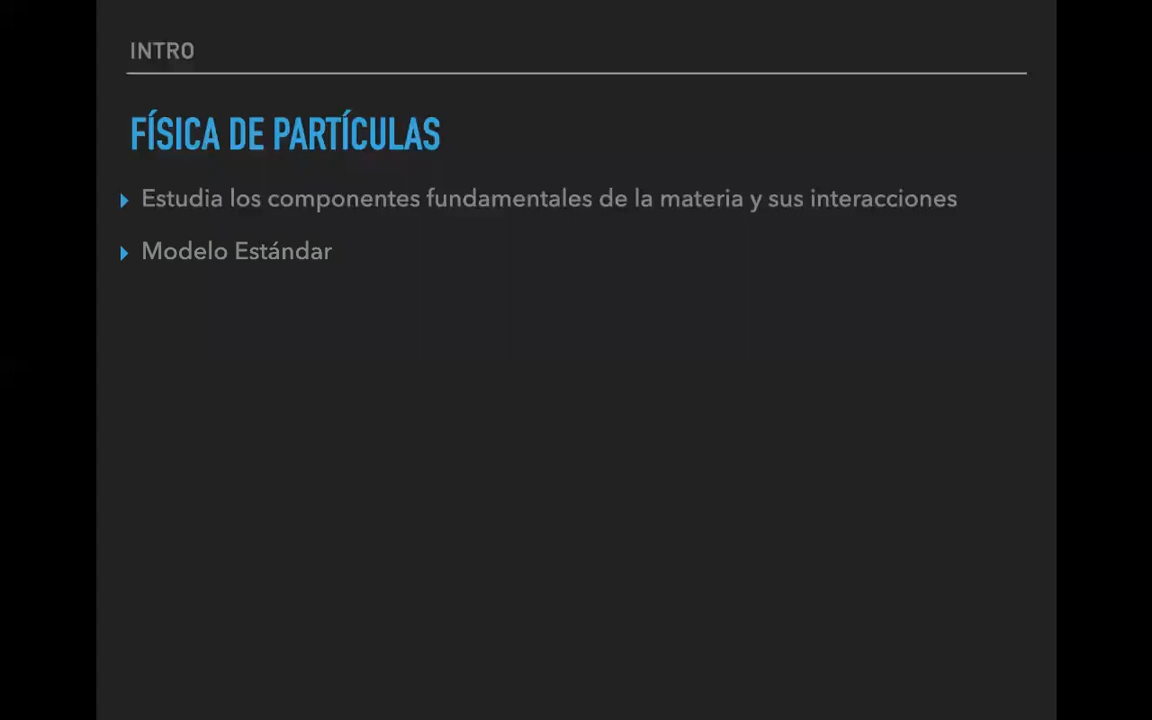 INTRO
FÍSICA DE PARTÍCULAS
Estudia los componentes fundamentales de la materia y sus interacciones
Modelo Estándar